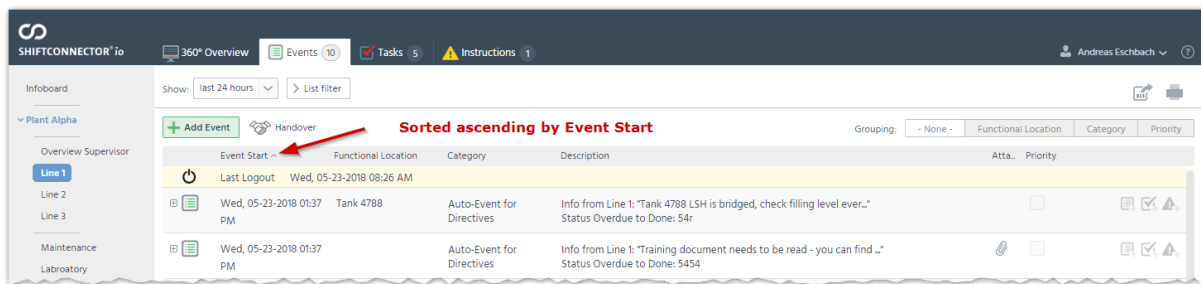 SHIFTCONNECTOR® io
360° Overview
Events 10
Tasks 5
Instructions 1
Andreas Eschbach
?
Infoboard
Show: last 24 hours
List filter
XLS
Plant Alpha
+ Add Event
Handover
Sorted ascending by Event Start
Grouping: - None - Functional Location Category Priority
Overview Supervisor
Line 1
Line 2
Line 3
Maintenance
Labroatory
Event Start Functional Location Category Description Atta.. Priority
Last Logout Wed, 05-23-2018 08:26 AM
Wed, 05-23-2018 01:37 PM
Tank 4788
Auto-Event for Directives
Info from Line 1: "Tank 4788 LSH is bridged, check filling level ever..."
Status Overdue to Done: 54r
Wed, 05-23-2018 01:37 PM
Auto-Event for Directives
Info from Line 1: "Training document needs to be read - you can find ..."
Status Overdue to Done: 5454